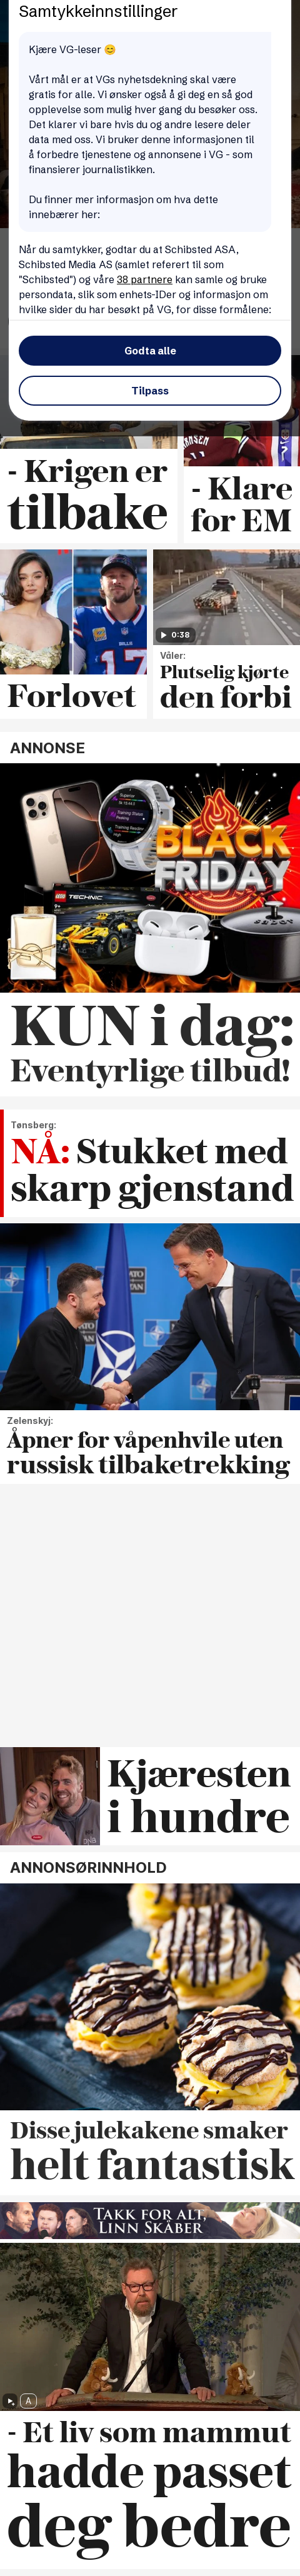 Samtykkeinnstillinger
Kjære VG-leser 😊
Vårt mål er at VGs nyhetsdekning skal være
gratis for alle. Vi ønsker også å gi deg en så god
opplevelse som mulig hver gang du besøker oss.
Det klarer vi bare hvis du og andre lesere deler
data med oss. Vi bruker denne informasjonen til
å forbedre tjenestene og annonsene i VG - som
finansierer journalistikken.
Du finner mer informasjon om hva dette
innebærer her:
Når du samtykker, godtar du at Schibsted ASA,
Schibsted Media AS (samlet referert til som
"Schibsted") og våre 38 partnere kan samle og bruke
persondata, slik som enhets-IDer og informasjon om
hvilke sider du har besøkt på VG, for disse formålene:
Godta alle
Tilpass
- Krigen er
tilbake
- Klare
for EM
BILLS
17
Forlovet
0:38
Våler:
Plutselig kjørte
den forbi
ANNONSE
BLACK
FRIDAY
LEGO TECHNIC
KUN i dag:
Eventyrlige tilbud!
Tønsberg:
NÅ: Stukket med
skarp gjenstand
NATO
OTAN
Zelenskyj:
Åpner for våpenhvile uten
russisk tilbaketrekking
Kjæresten
i hundre
ANNONSØRINNHOLD
Disse julekakene smaker
helt fantastisk
TAKK FOR ALT,
LINN SKÅBER
A
- Et liv som mammut
hadde passet
deg bedre